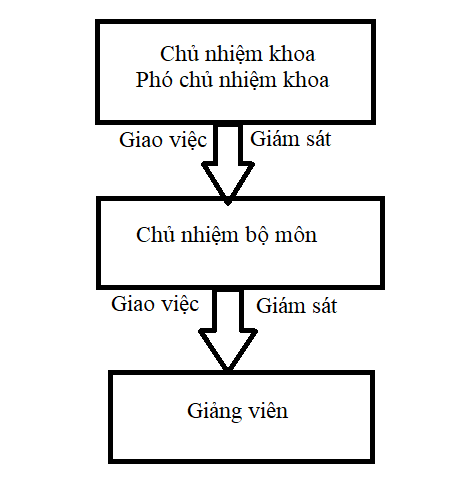 Chủ nhiệm khoa
Phó chủ nhiệm khoa
Giao việc Giám sát
Chủ nhiệm bộ môn
Giao việc Giám sát
Giảng viên